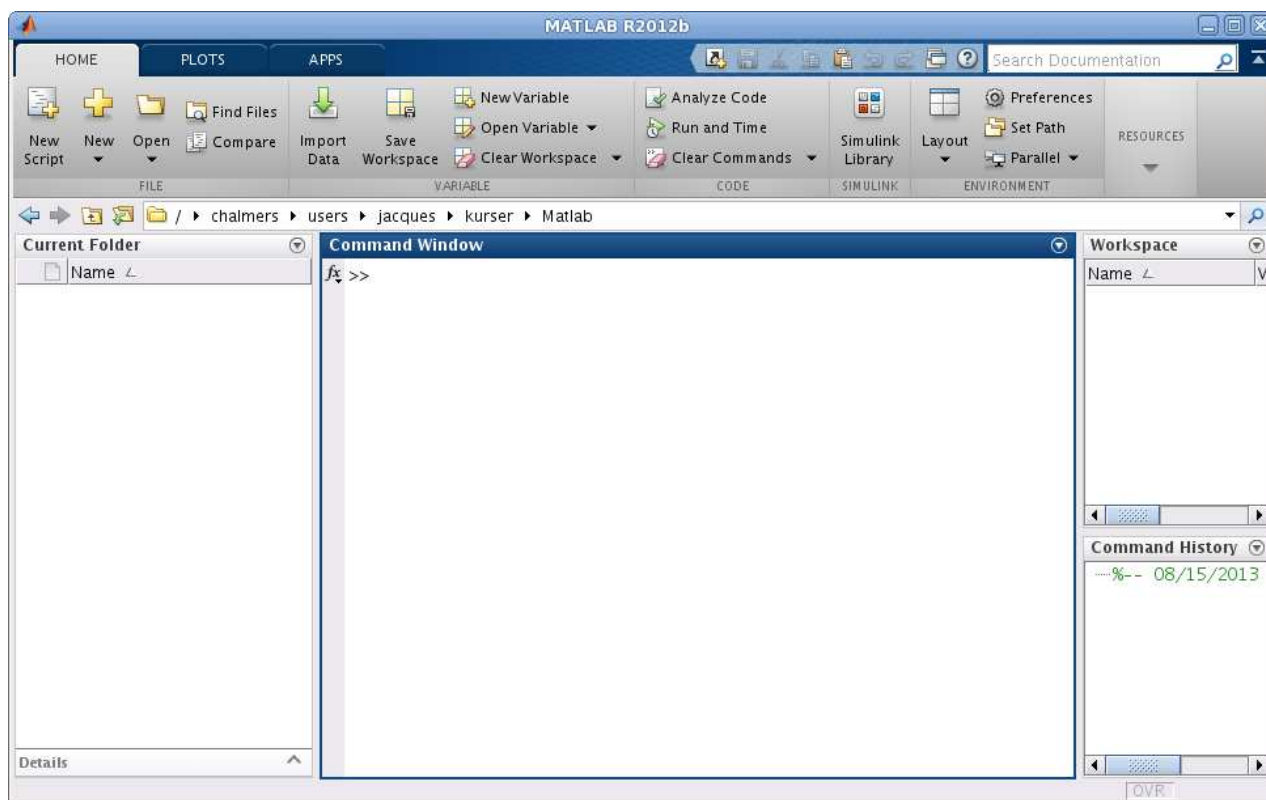 MATLAB R2012b
HOME PLOTS APPS Search Documentation
New Script New Open Find Files Compare
Import Data Save Workspace New Variable Open Variable Clear Workspace
Analyze Code Run and Time Clear Commands
Simulink Library Layout Preferences Set Path Parallel RESOURCES
FILE VARIABLE CODE SIMULINK ENVIRONMENT
/ chalmers users jacques kurser Matlab
Current Folder
Name
Command Window
fx >>
Workspace
Name V
Command History
%-- 08/15/2013
Details
OVR